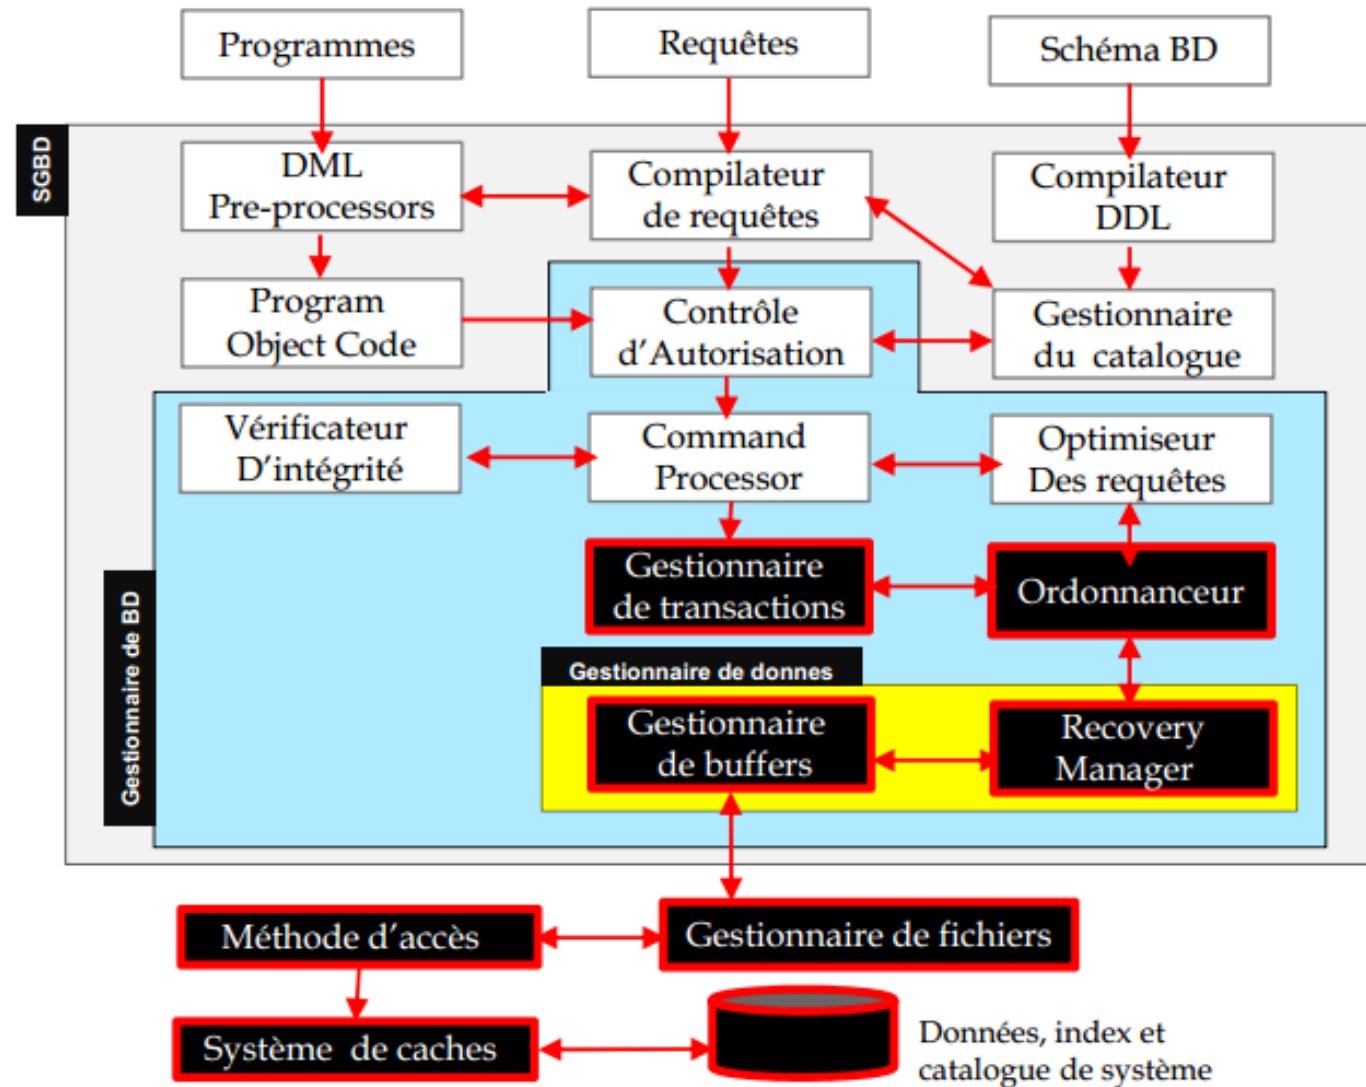 Programmes
Requêtes
Schéma BD
SGBD
DML
Pre-processors
Compilateur
de requêtes
Compilateur
DDL
Program
Object Code
Contrôle
d'Autorisation
Gestionnaire
du catalogue
Vérificateur
D'intégrité
Command
Processor
Optimiseur
Des requêtes
Gestionnaire de BD
Gestionnaire
de transactions
Ordonnanceur
Gestionnaire de donnes
Gestionnaire
de buffers
Recovery
Manager
Méthode d'accès
Gestionnaire de fichiers
Système de caches
Données, index et
catalogue de système